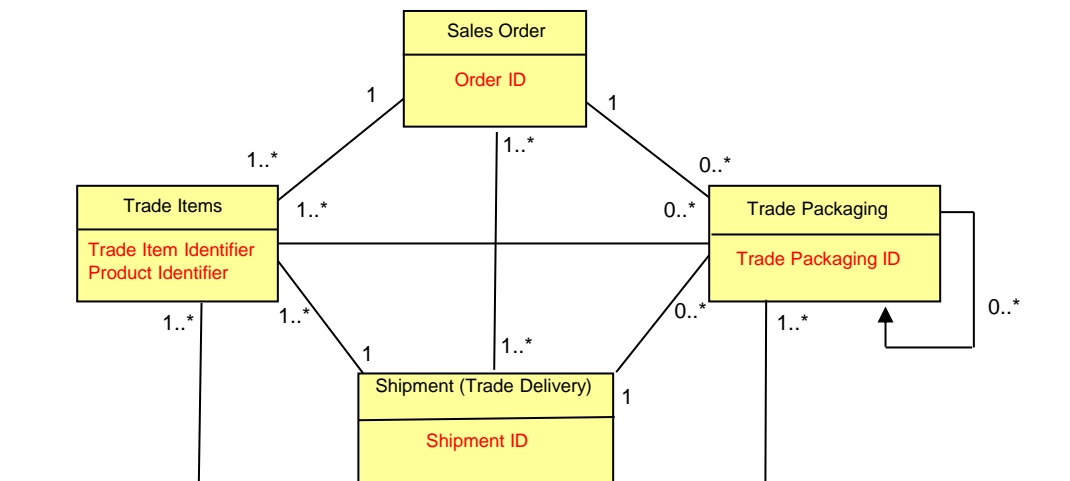 Sales Order
Order ID
1
1
1..*
1..*
0..*
Trade Items
1..*
0..*
Trade Packaging
Trade Item Identifier
Product Identifier
Trade Packaging ID
1..*
1..*
0..*
1..*
0..*
1..*
1
Shipment (Trade Delivery)
1
Shipment ID